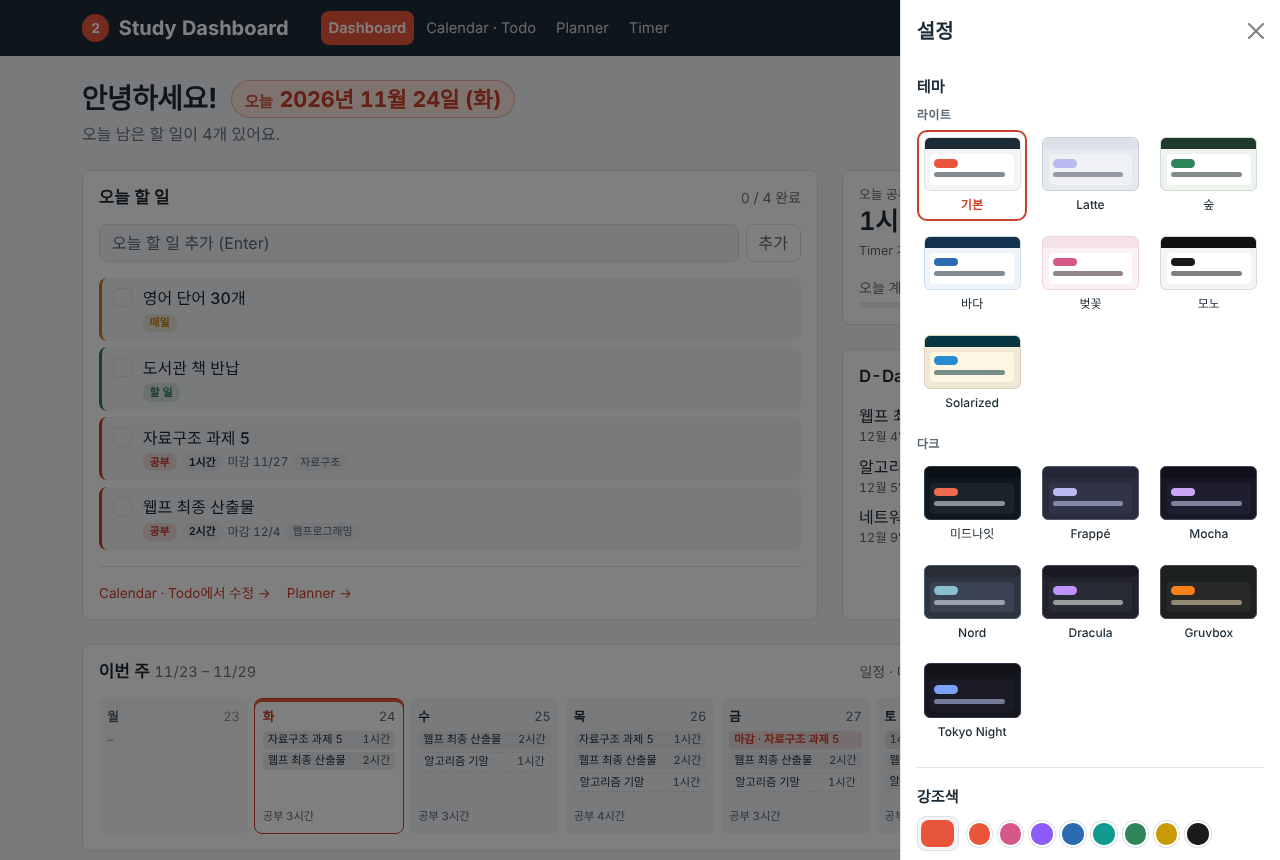 2 Study Dashboard Dashboard Calendar · Todo Planner Timer
안녕하세요! 오늘 2026년 11월 24일 (화)
오늘 남은 할 일이 4개 있어요.
오늘 할 일 0 / 4 완료
오늘 할 일 추가 (Enter) 추가
영어 단어 30개
매일
도서관 책 반납
할 일
자료구조 과제 5
공부 1시간 마감 11/27 자료구조
웹프 최종 산출물
공부 2시간 마감 12/4 웹프로그래밍
Calendar · Todo에서 수정 → Planner →
오늘
Timer
오늘
웹프
12월
12월
네트워
12월
이번 주 11/23 – 11/29
일정 ·
월 23
–
화 24
자료구조 과제 5 1시간
웹프 최종 산출물 2시간
공부 3시간
수 25
웹프 최종 산출물 2시간
알고리즘 기말 1시간
공부 3시간
목 26
자료구조 과제 5 1시간
웹프 최종 산출물 2시간
알고리즘 기말 1시간
공부 4시간
금 27
마감 · 자료구조 과제 5
웹프 최종 산출물 2시간
알고리즘 기말 1시간
공부 3시간
토
설정
테마
라이트
기본 Latte 숲
바다 벚꽃 모노
Solarized
다크
미드나잇 Frappé Mocha
Nord Dracula Gruvbox
Tokyo Night
강조색